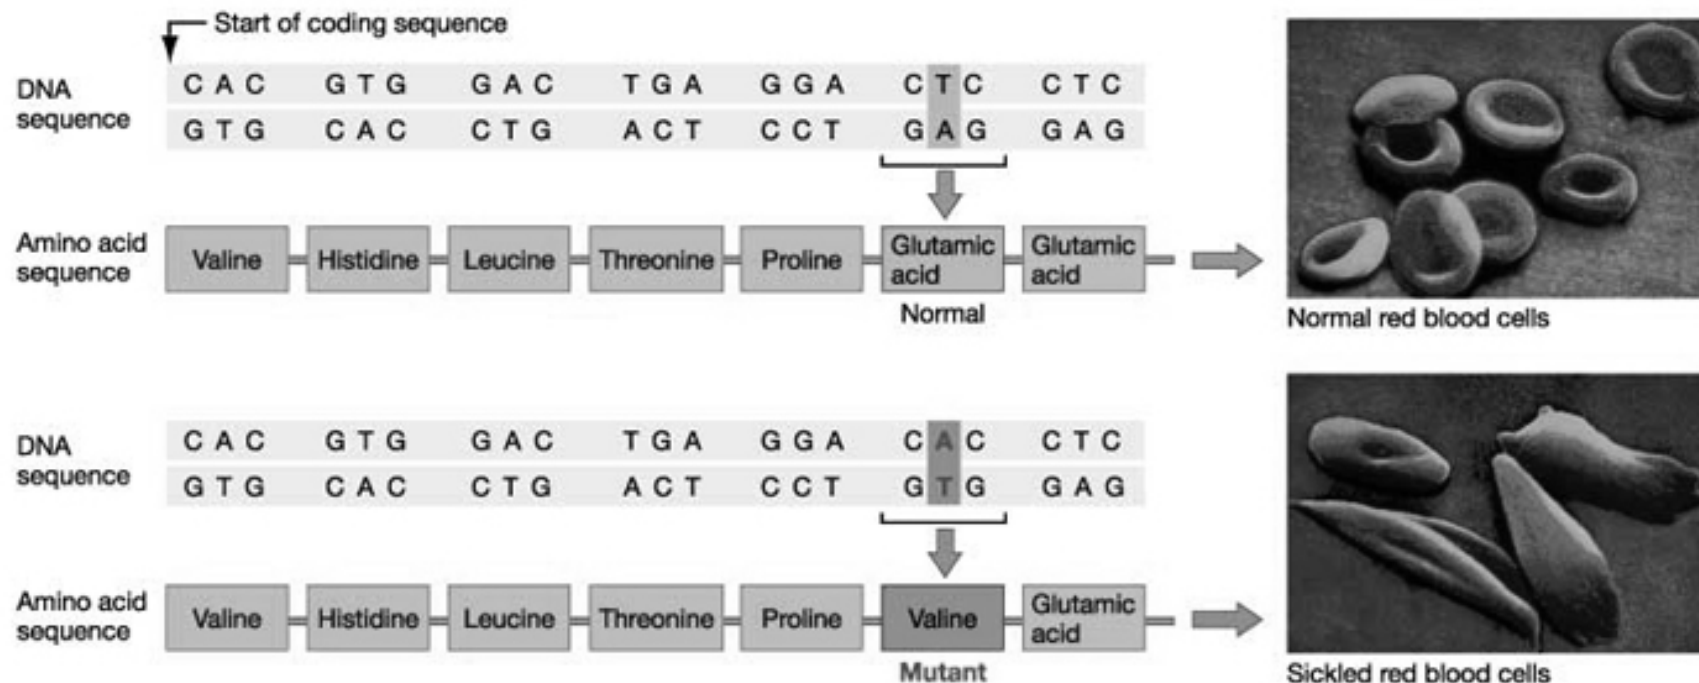 Start of coding sequence
DNA
sequence
C A C G T G G A C T G A G G A C T C C T C
G T G C A C C T G A C T C C T G A G G A G
Amino acid
sequence
Valine Histidine Leucine Threonine Proline Glutamic
acid Glutamic
acid
Normal
Normal red blood cells
DNA
sequence
C A C G T G G A C T G A G G A C A C C T C
G T G C A C C T G A C T C C T G T G G A G
Amino acid
sequence
Valine Histidine Leucine Threonine Proline Valine Glutamic
acid
Mutant
Sickled red blood cells